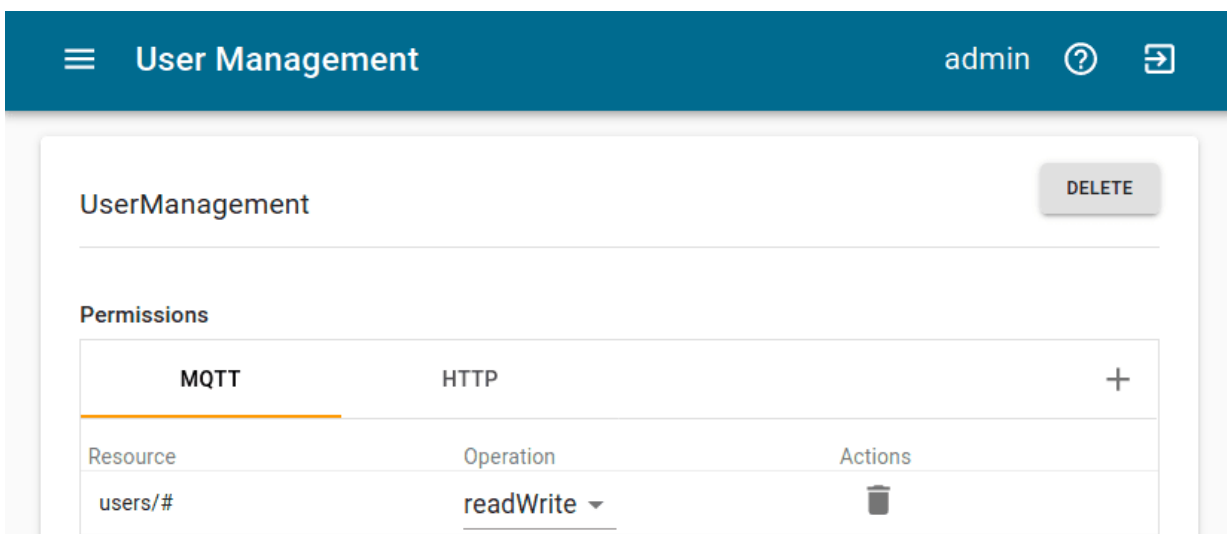 User Management admin
UserManagement DELETE
Permissions
MQTT HTTP
Resource Operation Actions
users/# readWrite